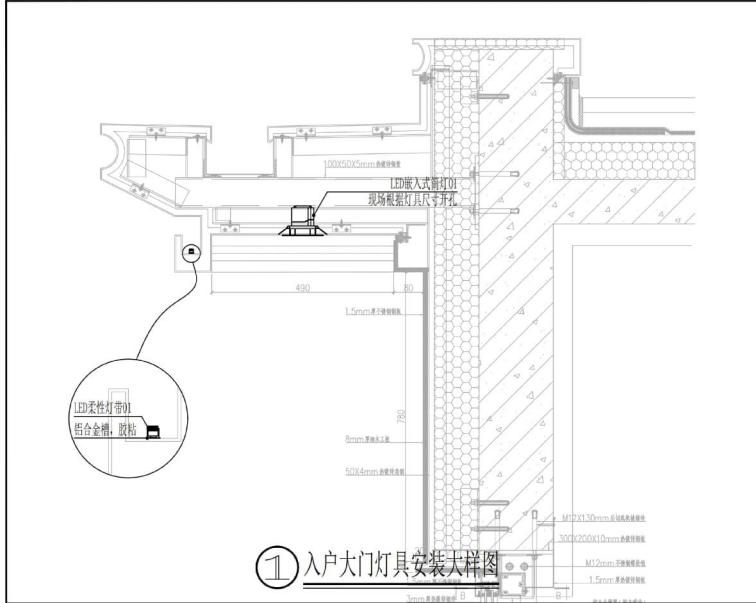 100X50X5mm热镀锌钢管
LED嵌入式筒灯01
现场根据灯具尺寸开孔
490
80
1.5mm厚不锈钢板
780
LED柔性灯带01
铝合金槽，胶粘
8mm厚细木工板
50X4mm热镀锌角钢
M12X130mm后切底机械锚栓
300X200X10mm热镀锌钢板
M12mm不锈钢螺栓组
1.5mm厚热镀锌钢板
1 入户大门灯具安装大样图